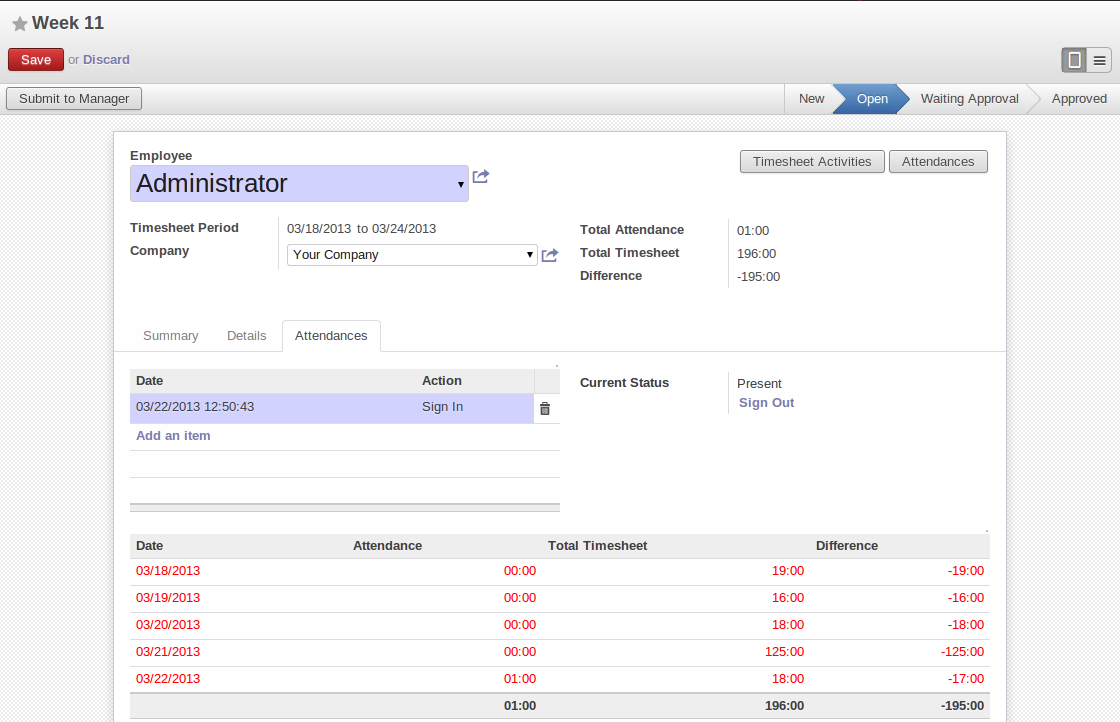 Week 11
Save or Discard
Submit to Manager New Open Waiting Approval Approved
Employee
Timesheet Activities Attendances
Administrator
Timesheet Period 03/18/2013 to 03/24/2013 Total Attendance 01:00
Company Your Company Total Timesheet 196:00
Difference -195:00
Summary Details Attendances
Date Action Current Status Present
03/22/2013 12:50:43 Sign In Sign Out
Add an item
Date Attendance Total Timesheet Difference
03/18/2013 00:00 19:00 -19:00
03/19/2013 00:00 16:00 -16:00
03/20/2013 00:00 18:00 -18:00
03/21/2013 00:00 125:00 -125:00
03/22/2013 01:00 18:00 -17:00
01:00 196:00 -195:00